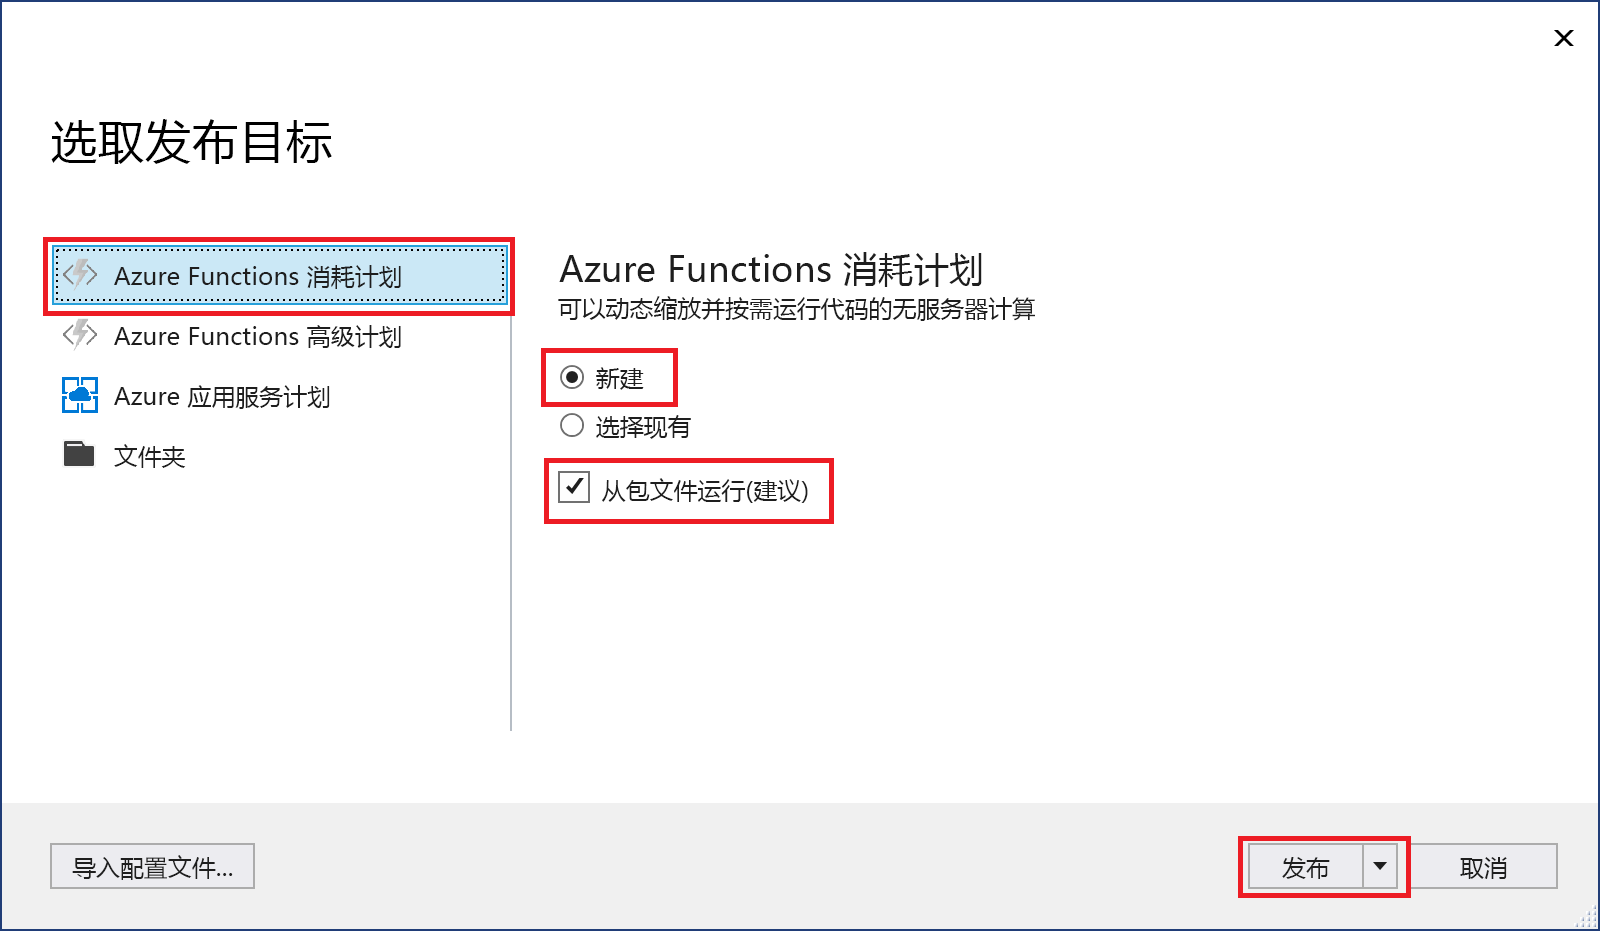 选取发布目标
Azure Functions 消耗计划
Azure Functions 高级计划
Azure 应用服务计划
文件夹
Azure Functions 消耗计划
可以动态缩放并按需运行代码的无服务器计算
新建
选择现有
从包文件运行(建议)
导入配置文件...
发布
取消